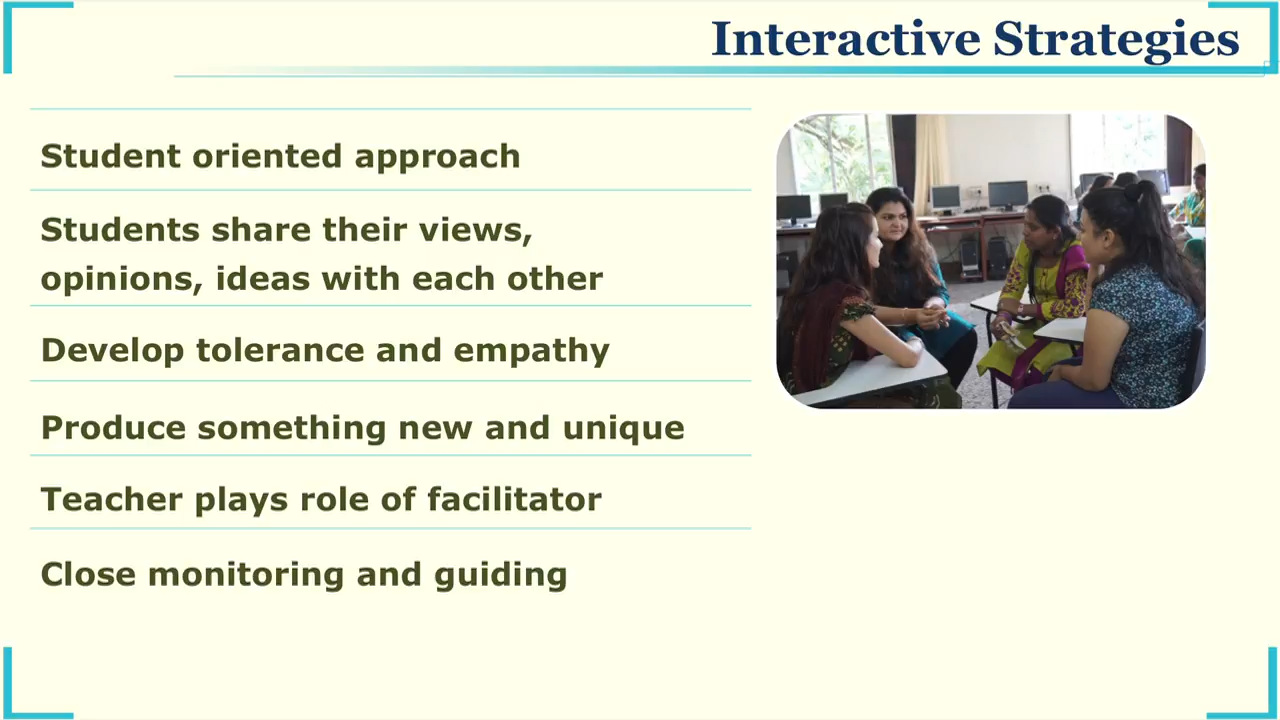 Interactive Strategies
Student oriented approach
Students share their views,
opinions, ideas with each other
Develop tolerance and empathy
Produce something new and unique
Teacher plays role of facilitator
Close monitoring and guiding